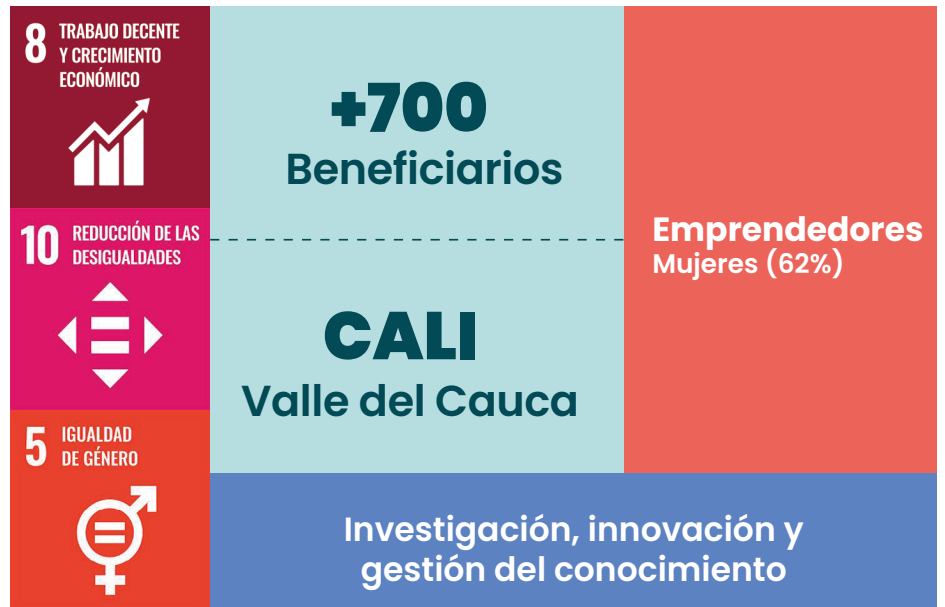 8 TRABAJO DECENTE
Y CRECIMIENTO
ECONÓMICO
10 REDUCCIÓN DE LAS
DESIGUALDADES
5 IGUALDAD
DE GÉNERO
+700
Beneficiarios
CALI
Valle del Cauca
Emprendedores
Mujeres (62%)
Investigación, innovación y
gestión del conocimiento